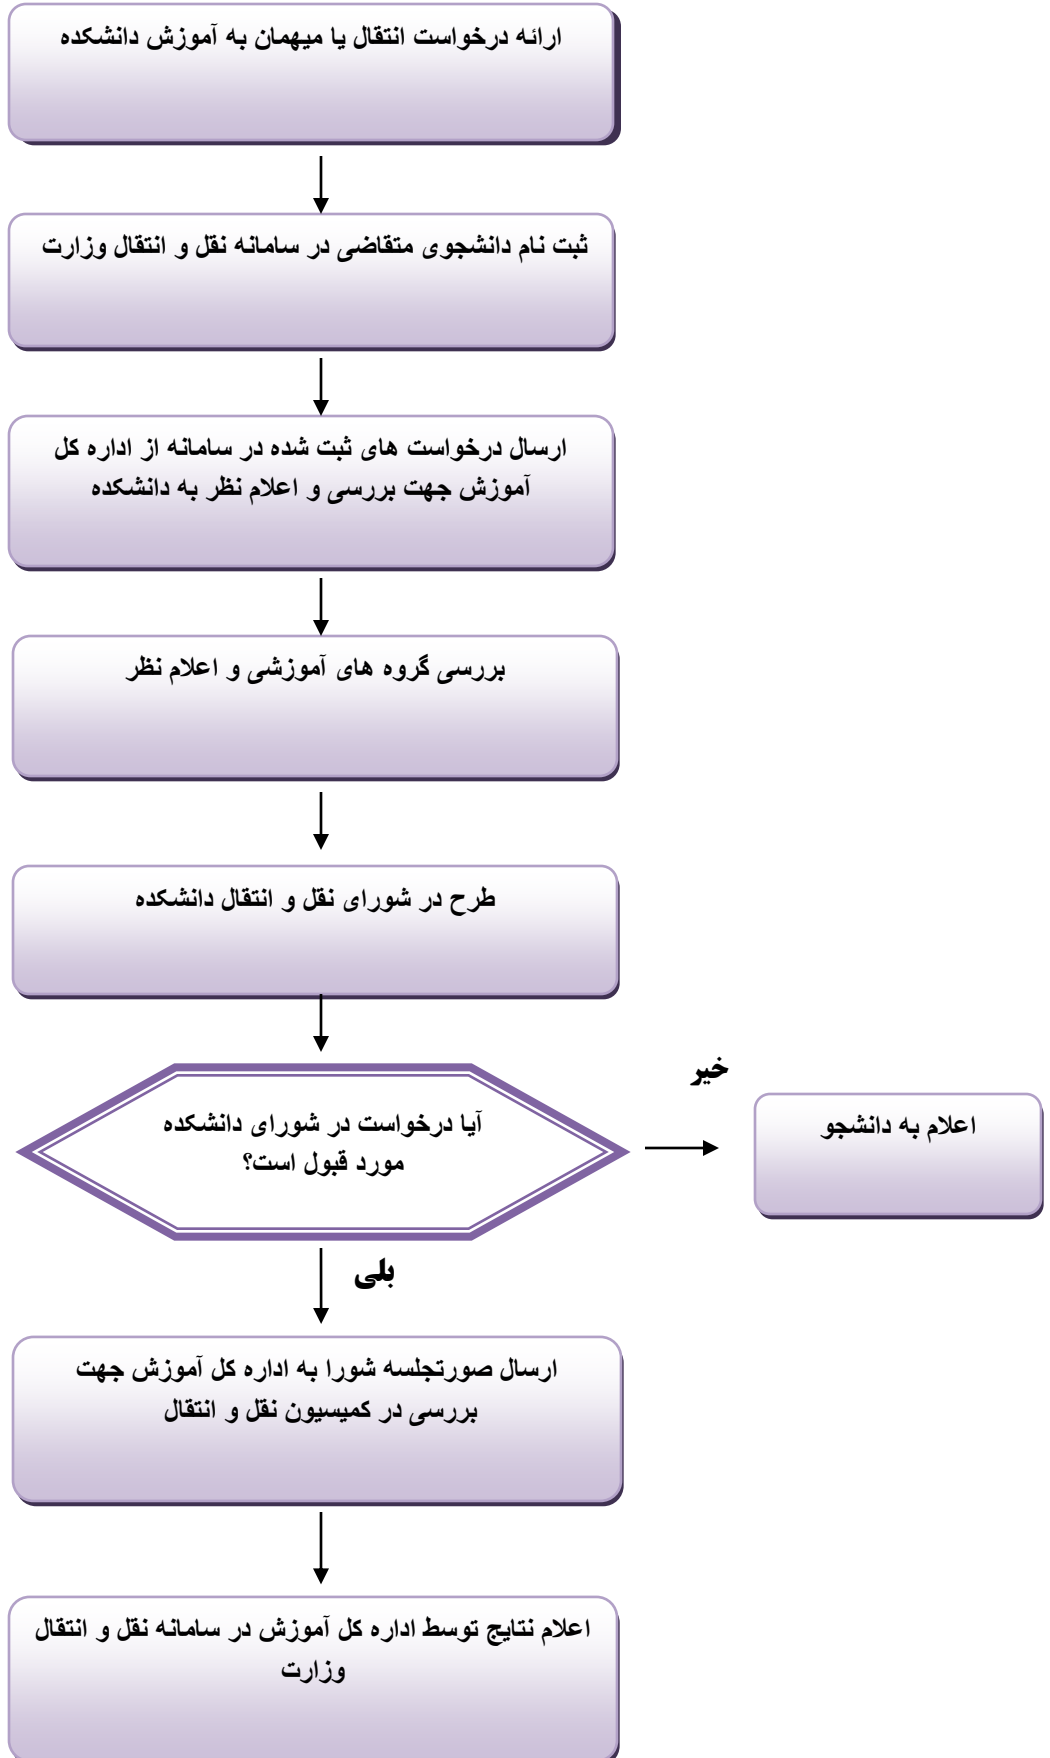 ارائه درخواست انتقال یا میهمان به آموزش دانشکده
ثبت نام دانشجوی متقاضی در سامانه نقل و انتقال وزارت
ارسال درخواست های ثبت شده در سامانه از اداره کل
آموزش جهت بررسی و اعلام نظر به دانشکده
بررسی گروه های آموزشی و اعلام نظر
طرح در شورای نقل و انتقال دانشکده
آیا درخواست در شورای دانشکده
مورد قبول است؟
خیر
اعلام به دانشجو
بلی
ارسال صورتجلسه شورا به اداره کل آموزش جهت
بررسی در کمیسیون نقل و انتقال
اعلام نتایج توسط اداره کل آموزش در سامانه نقل و انتقال
وزارت